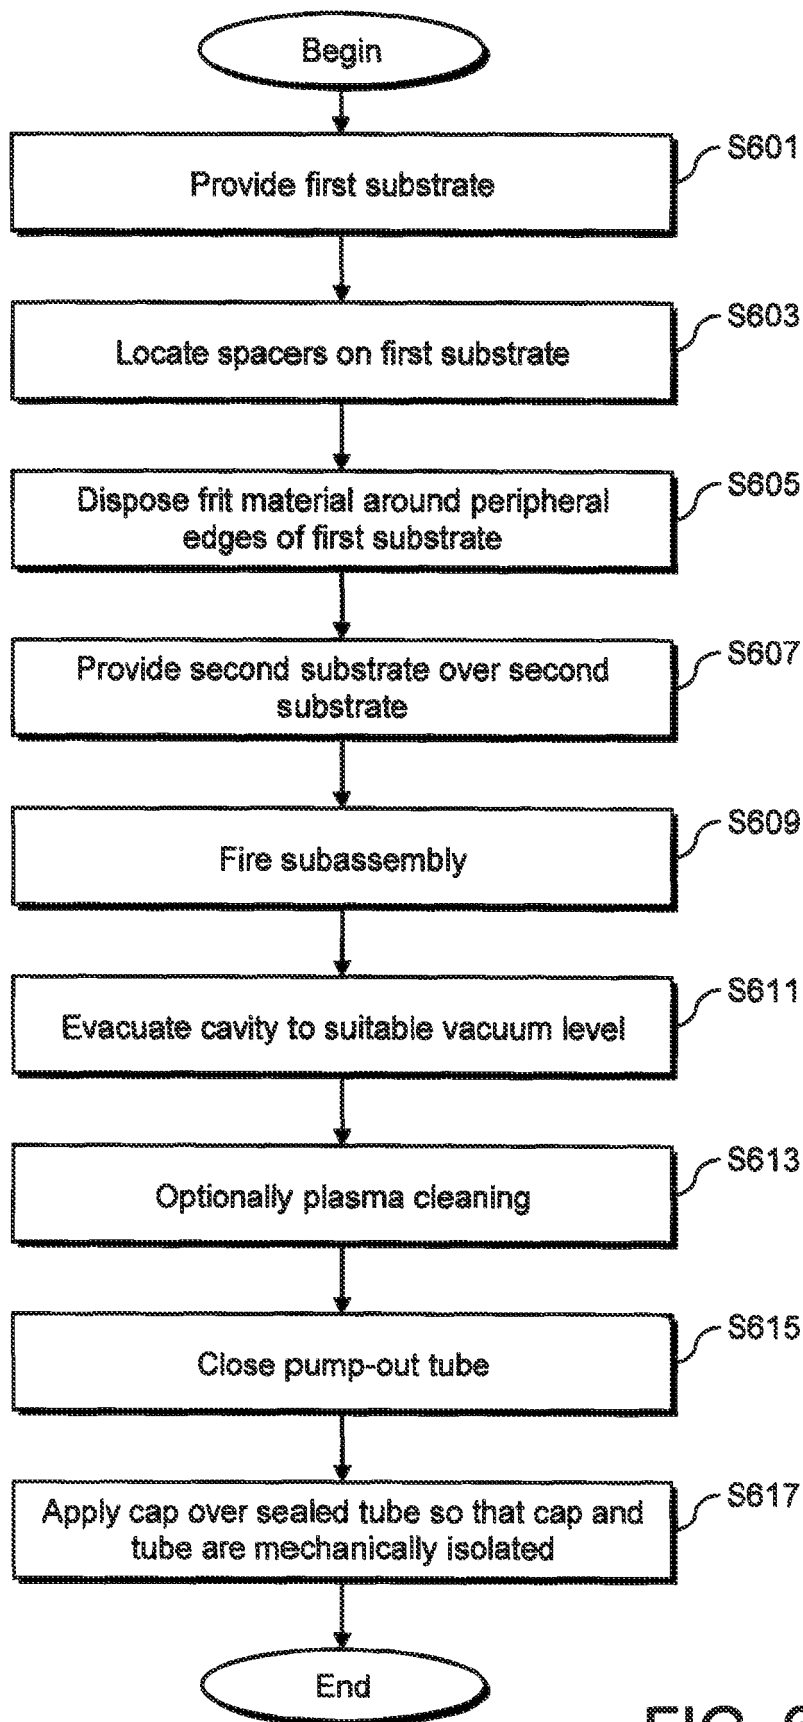 Begin
S601
Provide first substrate
S603
Locate spacers on first substrate
S605
Dispose frit material around peripheral
edges of first substrate
S607
Provide second substrate over second
substrate
S609
Fire subassembly
S611
Evacuate cavity to suitable vacuum level
S613
Optionally plasma cleaning
S615
Close pump-out tube
S617
Apply cap over sealed tube so that cap and
tube are mechanically isolated
End
FIG.